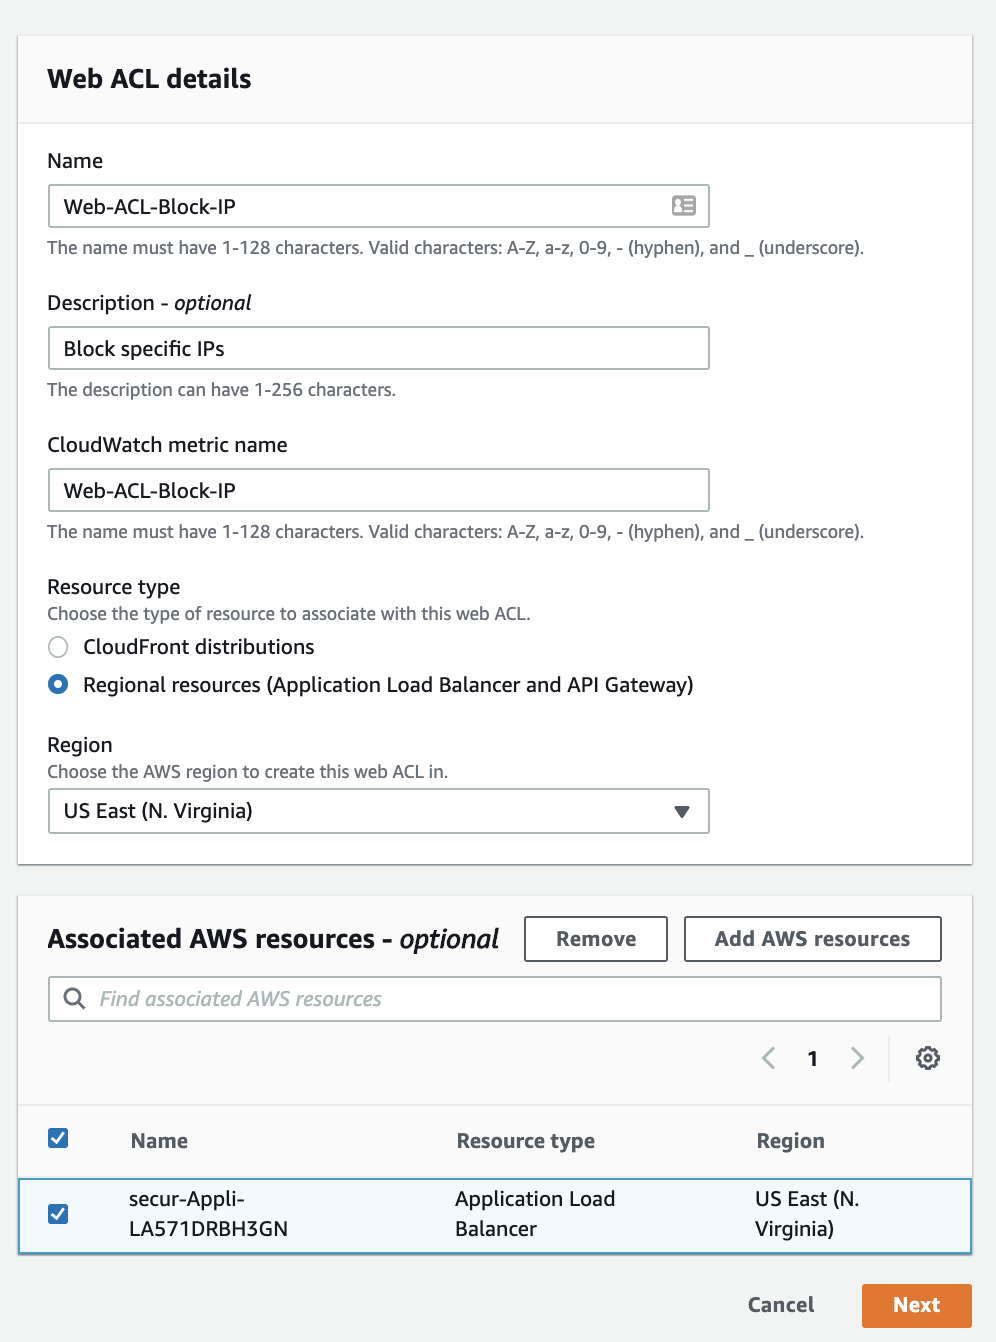 Web ACL details
Name
Web-ACL-Block-IP
The name must have 1-128 characters. Valid characters: A-Z, a-z, 0-9, - (hyphen), and _ (underscore).
Description - optional
Block specific IPs
The description can have 1-256 characters.
CloudWatch metric name
Web-ACL-Block-IP
The name must have 1-128 characters. Valid characters: A-Z, a-z, 0-9, - (hyphen), and _ (underscore).
Resource type
Choose the type of resource to associate with this web ACL.
CloudFront distributions
Regional resources (Application Load Balancer and API Gateway)
Region
Choose the AWS region to create this web ACL in.
US East (N. Virginia)
Associated AWS resources - optional Remove Add AWS resources
Find associated AWS resources
1
Name Resource type Region
secur-Appli- Application Load US East (N.
LA571DRBH3GN Balancer Virginia)
Cancel Next